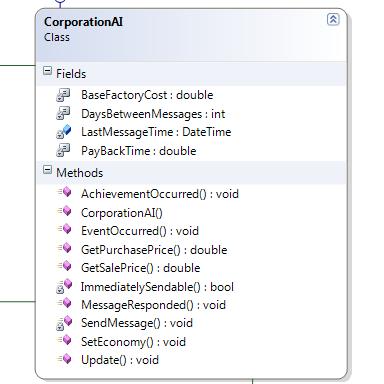 CorporationAI
Class
Fields
BaseFactoryCost : double
DaysBetweenMessages : int
LastMessageTime : DateTime
PayBackTime : double
Methods
AchievementOccurred() : void
CorporationAI()
EventOccurred() : void
GetPurchasePrice() : double
GetSalePrice() : double
ImmediatelySendable() : bool
MessageResponded() : void
SendMessage() : void
SetEconomy() : void
Update() : void